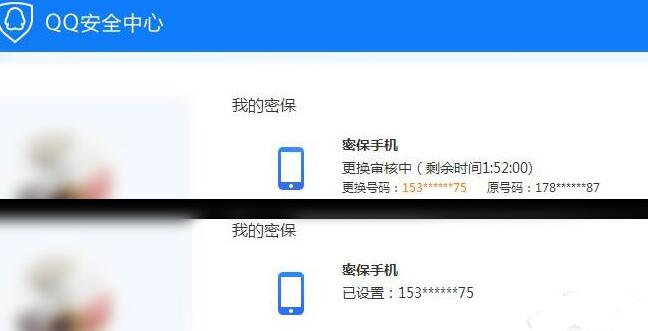 QQ安全中心
我的密保
密保手机
更换审核中（剩余时间1:52:00)
更换号码：153******75 原号码：178******87
我的密保
密保手机
已设置：153******75